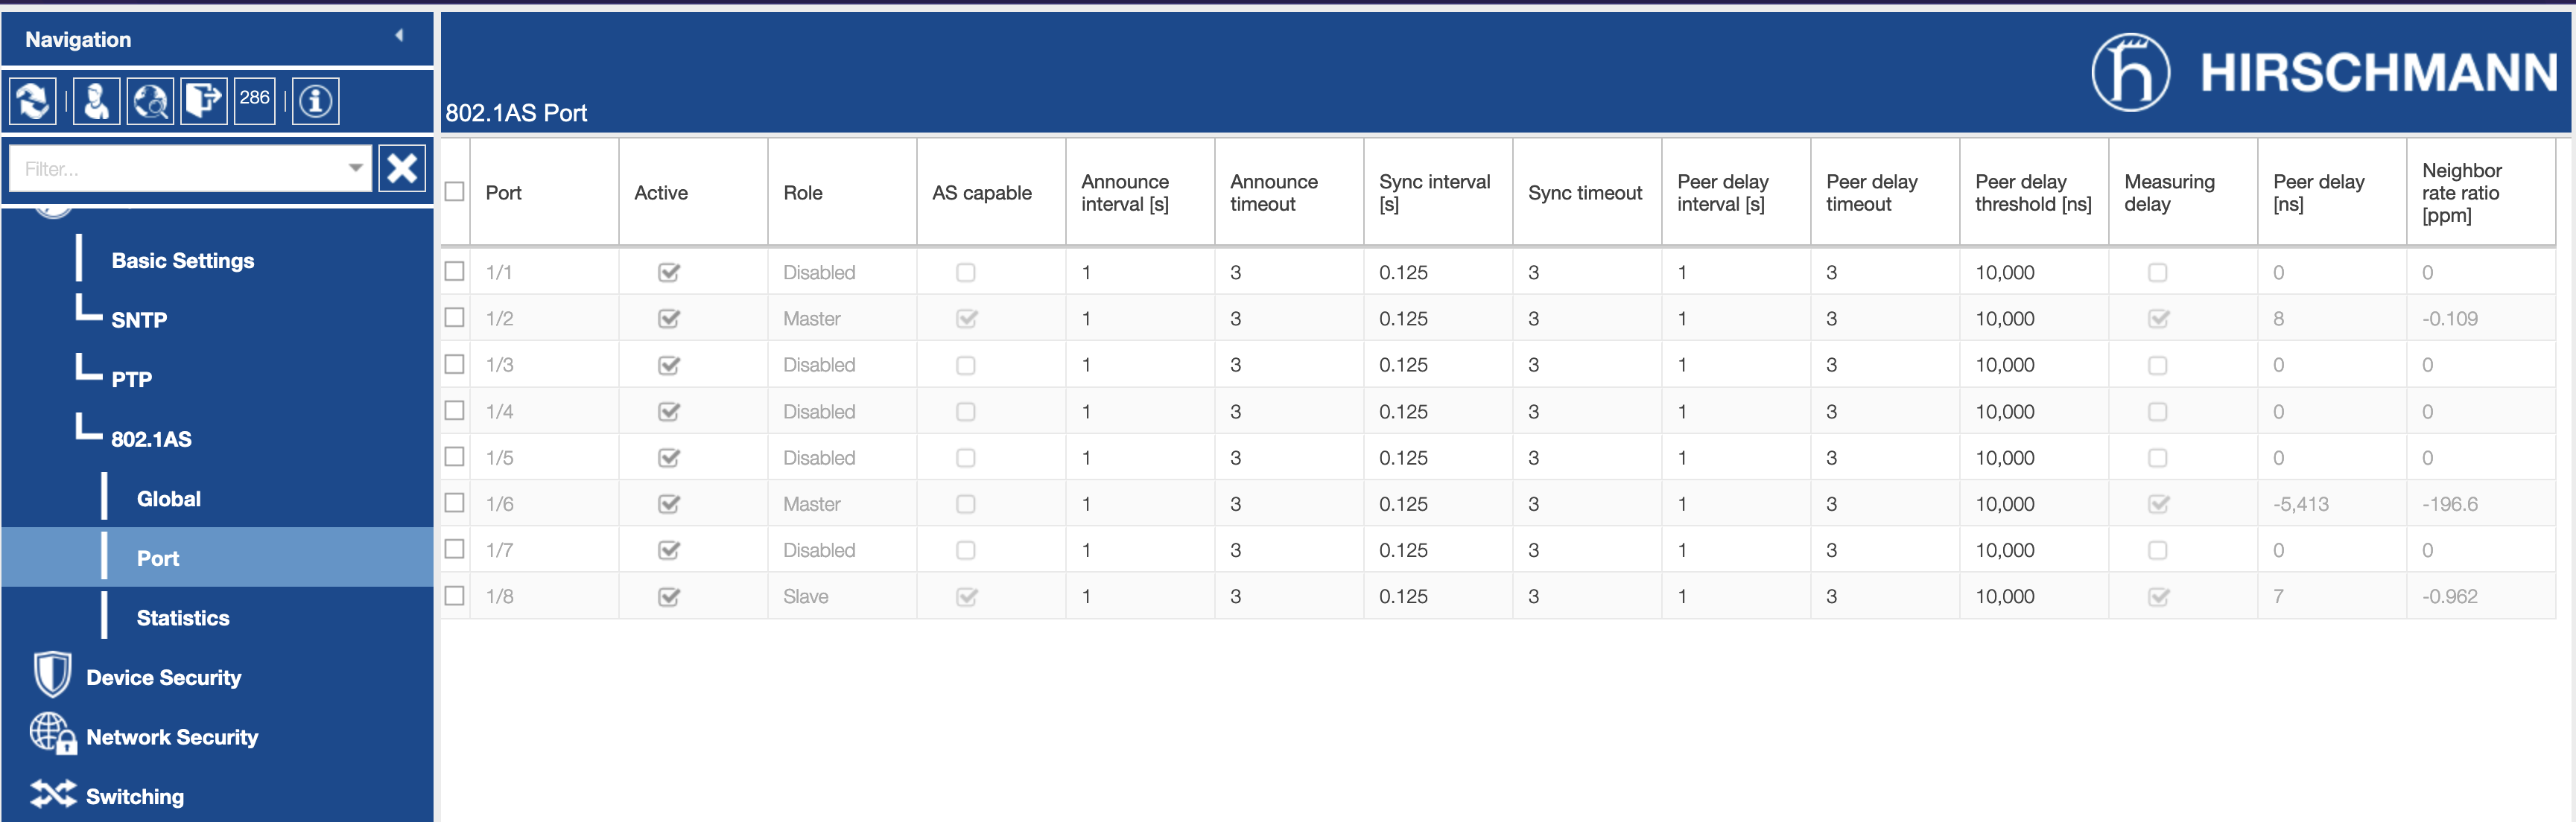 Navigation
286
Filter...
Basic Settings
SNTP
PTP
802.1AS
Global
Port
Statistics
Device Security
Network Security
Switching
HIRSCHMANN
802.1AS Port
Port Active Role AS capable Announce interval [s] Announce timeout Sync interval [s] Sync timeout Peer delay interval [s] Peer delay timeout Peer delay threshold [ns] Measuring delay Peer delay [ns] Neighbor rate ratio [ppm]
1/1 Disabled 1 3 0.125 3 1 3 10,000 0 0
1/2 Master 1 3 0.125 3 1 3 10,000 8 -0.109
1/3 Disabled 1 3 0.125 3 1 3 10,000 0 0
1/4 Disabled 1 3 0.125 3 1 3 10,000 0 0
1/5 Disabled 1 3 0.125 3 1 3 10,000 0 0
1/6 Master 1 3 0.125 3 1 3 10,000 -5,413 -196.6
1/7 Disabled 1 3 0.125 3 1 3 10,000 0 0
1/8 Slave 1 3 0.125 3 1 3 10,000 7 -0.962